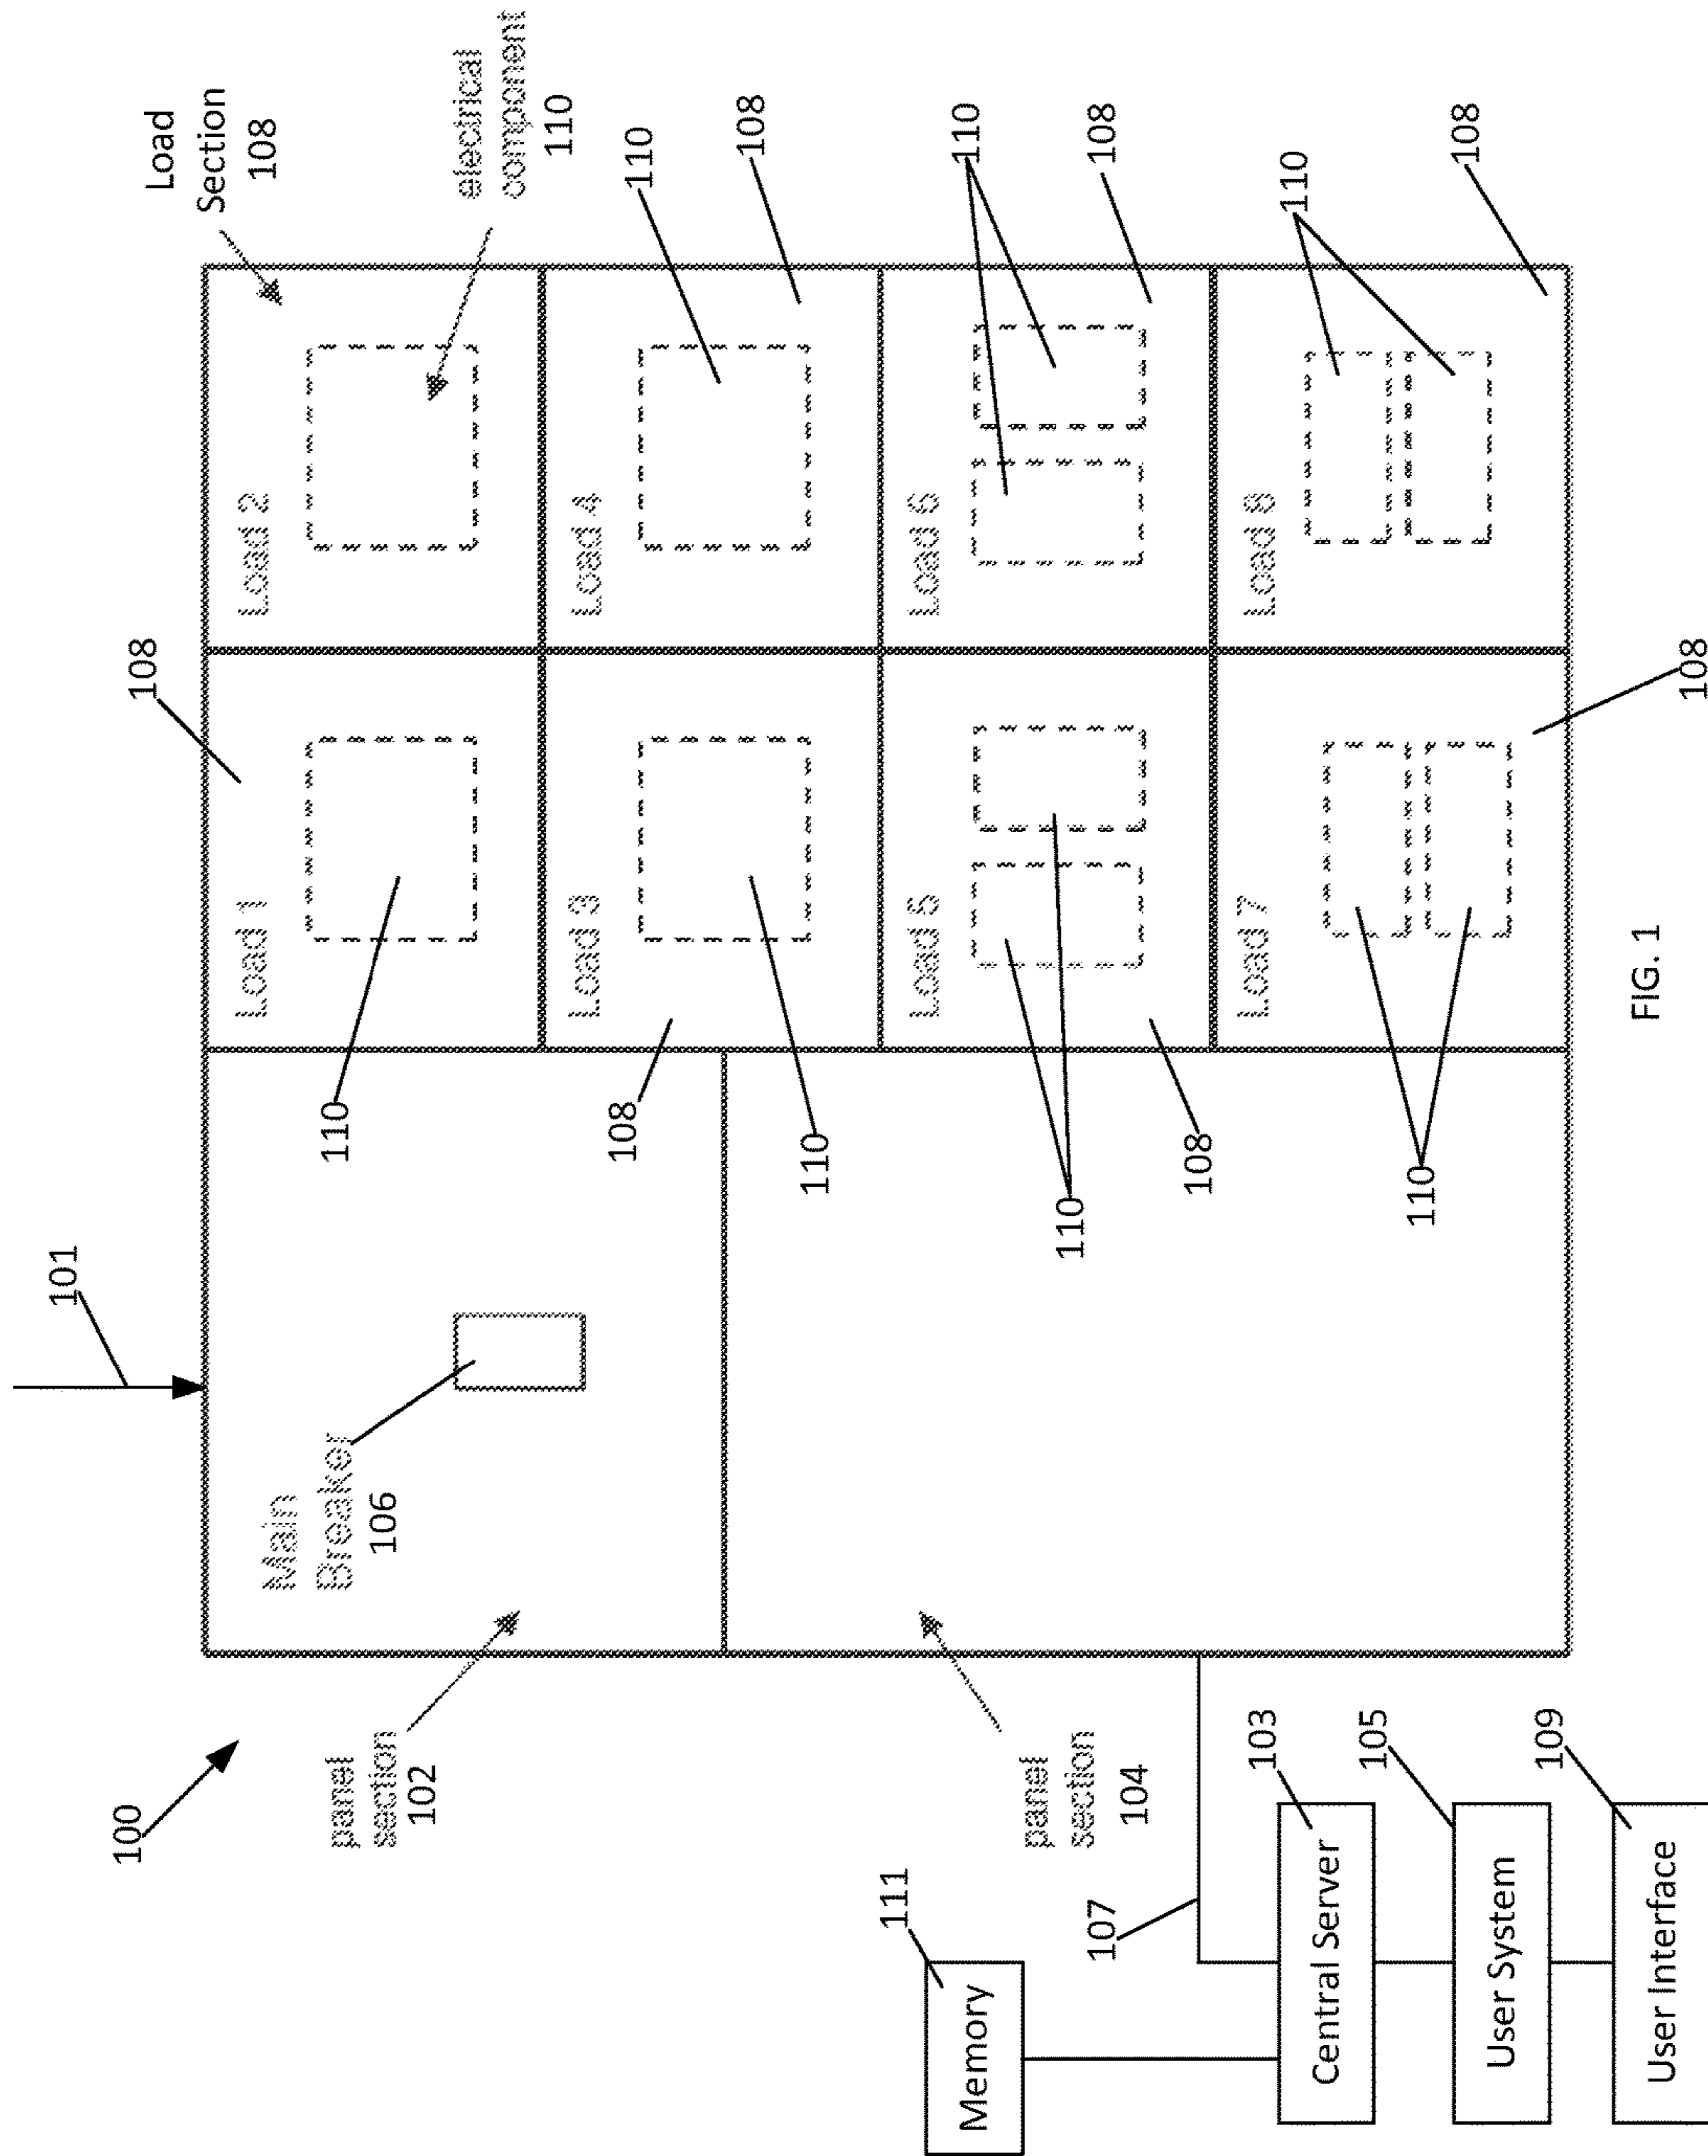 101
100
108
Load
Section
108
Load 1
Load 2
Main
Breaker
106
110
panel
section
102
electrical
component
110
Load 3
Load 4
108
110
108
110
111
Load 5
Load 6
Memory
110
panel
section
104
110
107
108
108
Load 7
Load 8
103
110
Central Server
105
110
108
User System
109
User Interface
FIG. 1
108